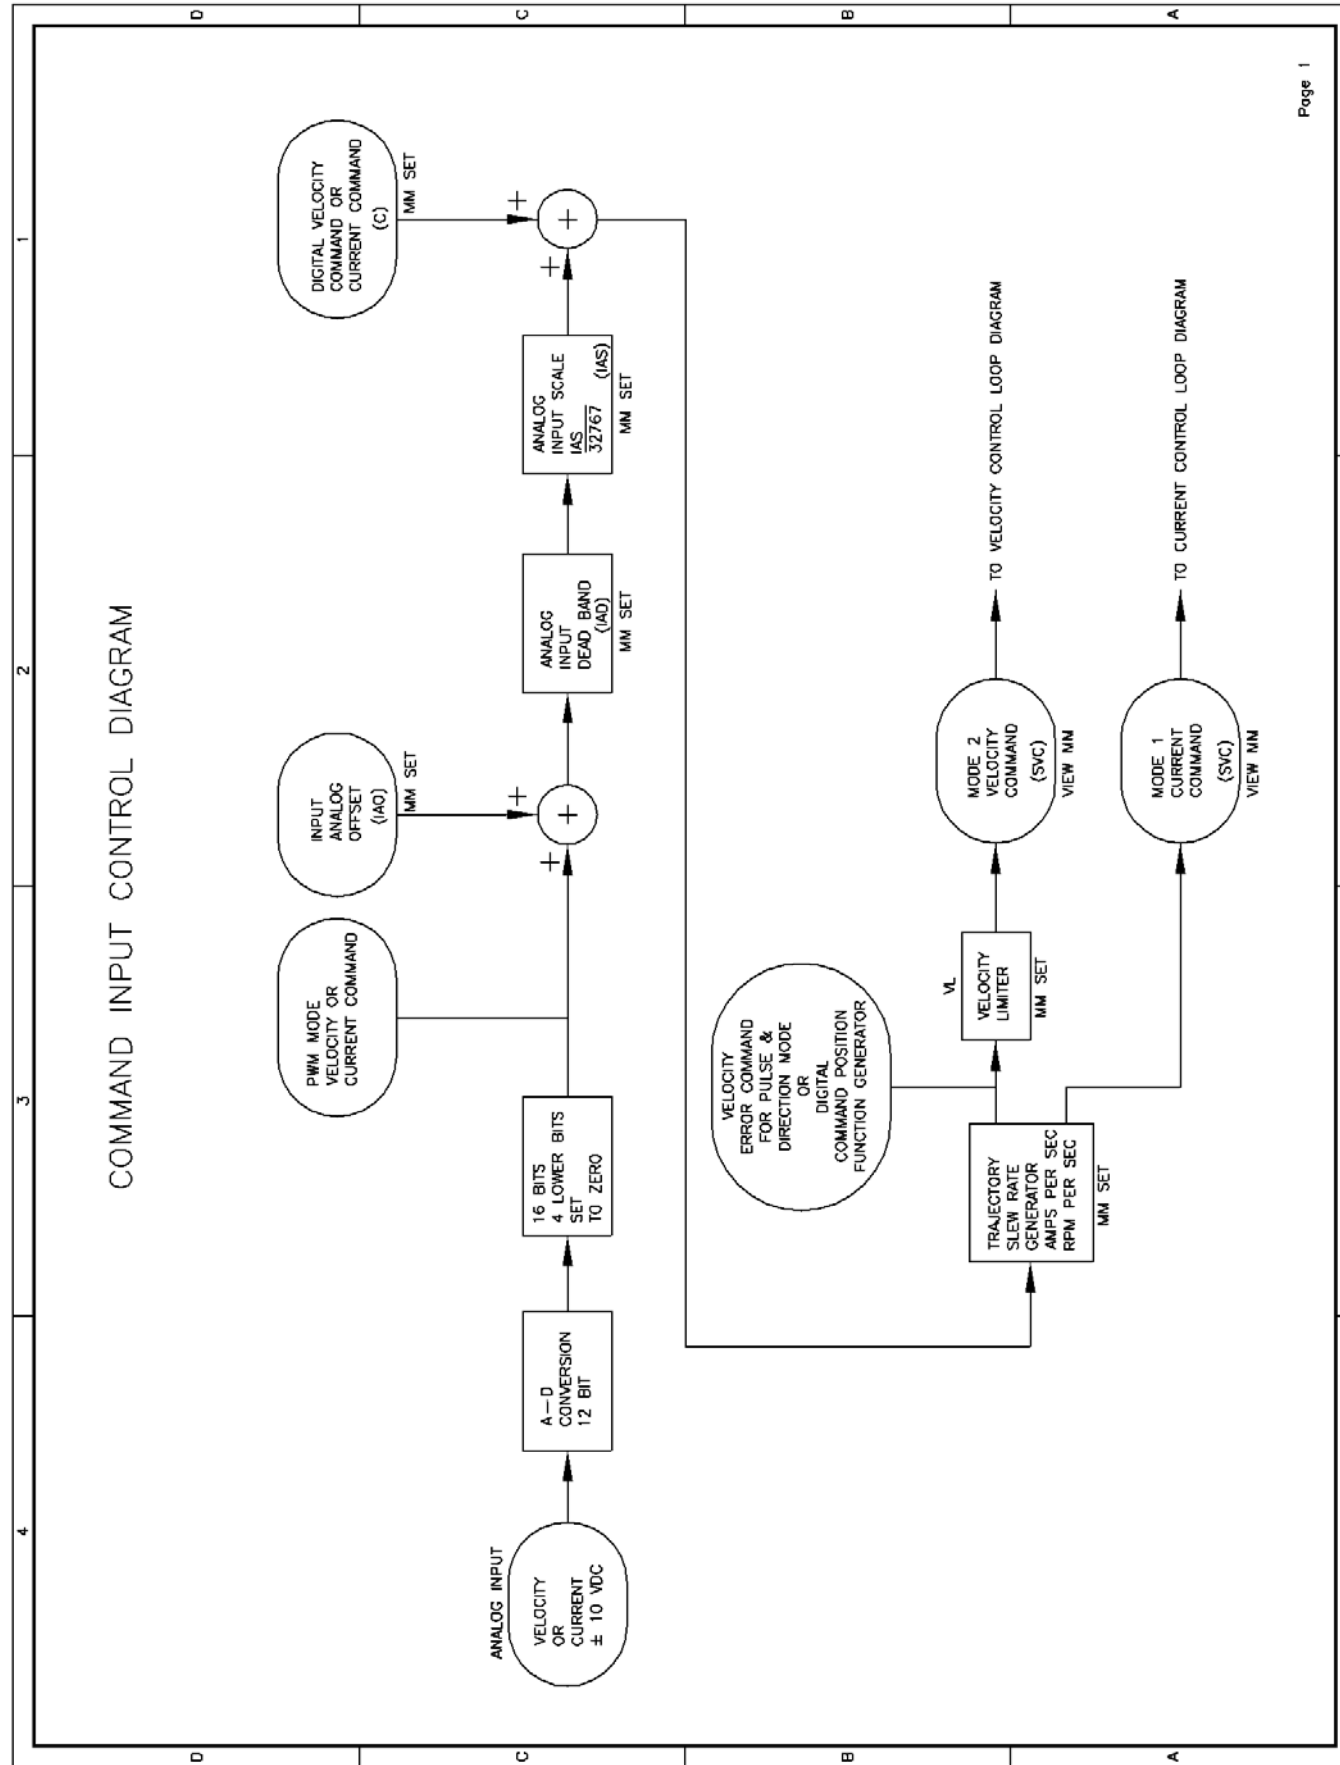 COMMAND INPUT CONTROL DIAGRAM
4
3
2
1
D
D
C
C
B
B
A
A
ANALOG INPUT
VELOCITY
OR
CURRENT
± 10 VDC
A—D
CONVERSION
12 BIT
16 BITS
4 LOWER BITS
SET
TO ZERO
PWM MODE
VELOCITY OR
CURRENT COMMAND
INPUT
ANALOG
OFFSET
(IAO)
MM SET
+
+
+
ANALOG
INPUT
DEAD BAND
(IAD)
MM SET
ANALOG
INPUT SCALE
IAS
32767 (IAS)
MM SET
DIGITAL VELOCITY
COMMAND OR
CURRENT COMMAND
(C)
MM SET
+
+
+
VELOCITY
ERROR COMMAND
FOR PULSE &
DIRECTION MODE
OR
DIGITAL
COMMAND POSITION
FUNCTION GENERATOR
TRAJECTORY
SLEW RATE
GENERATOR
AMPS PER SEC
RPM PER SEC
MM SET
VL
VELOCITY
LIMITER
MM SET
MODE 2
VELOCITY
COMMAND
(SVC)
VIEW MM
TO VELOCITY CONTROL LOOP DIAGRAM
MODE 1
CURRENT
COMMAND
(SVC)
VIEW MM
TO CURRENT CONTROL LOOP DIAGRAM
Page 1